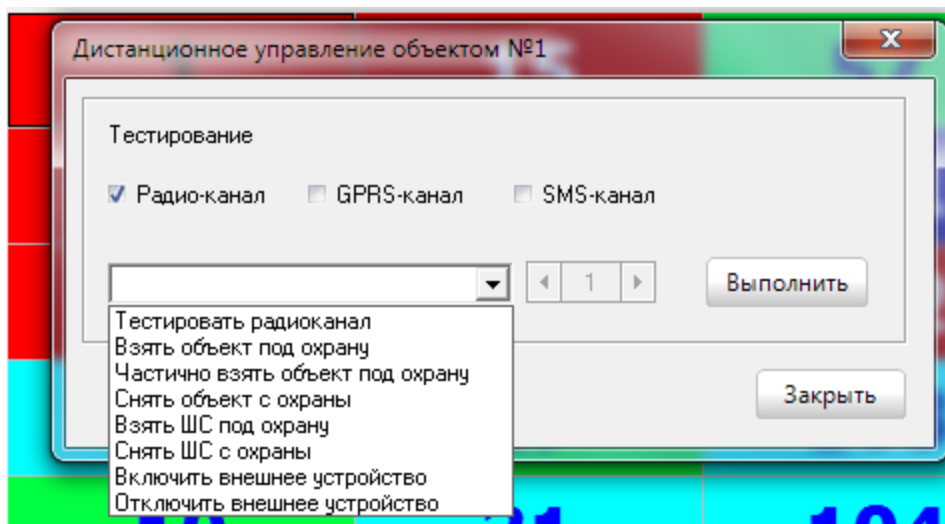 Дистанционное управление объектом №1
Тестирование
Радио-канал GPRS-канал SMS-канал
1 Выполнить
Тестировать радиоканал
Взять объект под охрану
Частично взять объект под охрану
Снять объект с охраны
Взять ШС под охрану
Снять ШС с охраны
Включить внешнее устройство
Отключить внешнее устройство
Закрыть